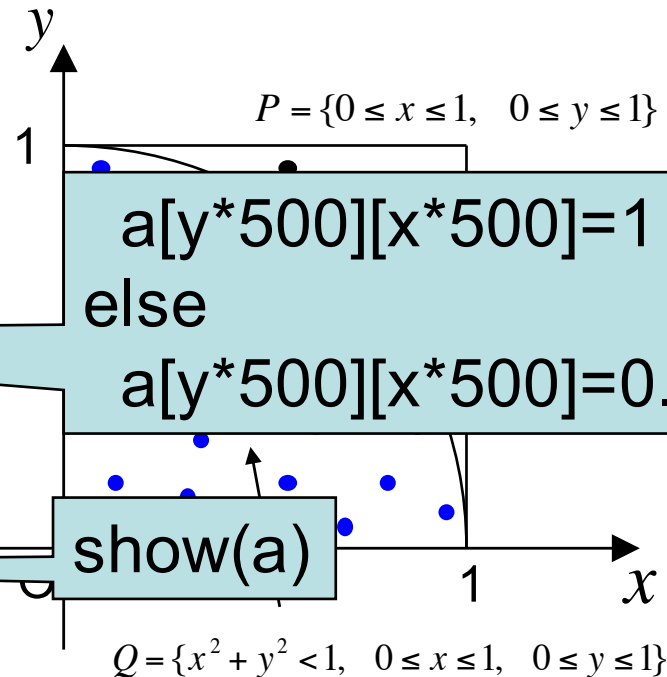 y
P = {0 ≤ x ≤ 1, 0 ≤ y ≤ 1}
1
a[y*500][x*500]=1
else
a[y*500][x*500]=0.
show(a)
1
x
Q = {x² + y² < 1, 0 ≤ x ≤ 1, 0 ≤ y ≤ 1}